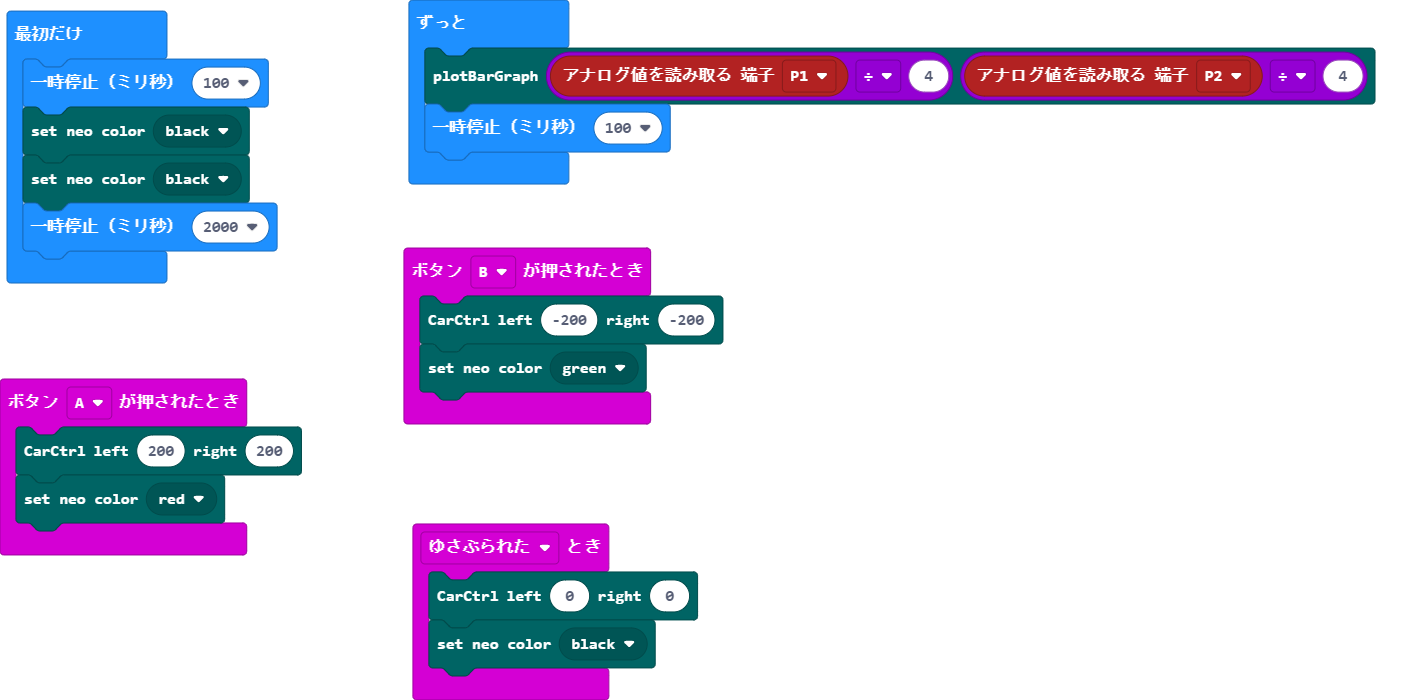 最初だけ
一時停止（ミリ秒） 100
set neo color black
set neo color black
一時停止（ミリ秒） 2000
ずっと
plotBarGraph アナログ値を読み取る 端子 P1 ÷ 4 アナログ値を読み取る 端子 P2 ÷ 4
一時停止（ミリ秒） 100
ボタン B が押されたとき
CarCtrl left -200 right -200
set neo color green
ボタン A が押されたとき
CarCtrl left 200 right 200
set neo color red
ゆさぶられた とき
CarCtrl left 0 right 0
set neo color black